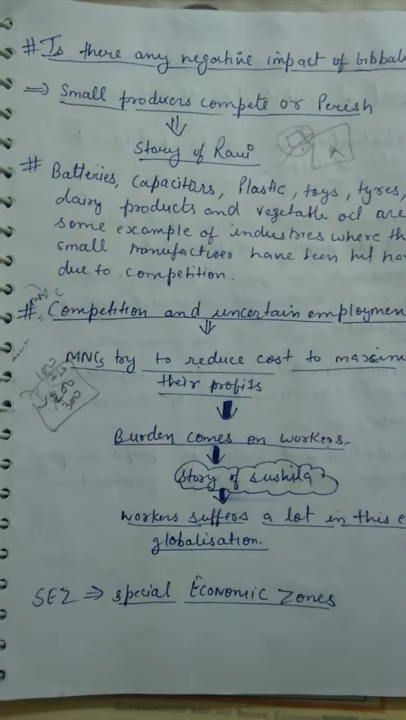 # Is there any negative impact of
⇒ Small producers compete or Perish
⇓
Story of Ravi
# Batteries, Capacitors, Plastic, toys, tyres,
dairy products and vegetable oil are
some example of industries where th
small manufacturer have been hit ha
due to competition.
# Competition and uncertain employmen
⇓
MNCs try to reduce cost to maxim
their profits
Burden comes on workers.
Story of Sushila?
workers suffers a lot in this e
globalisation.
SEZ ⇒ special Economic Zones